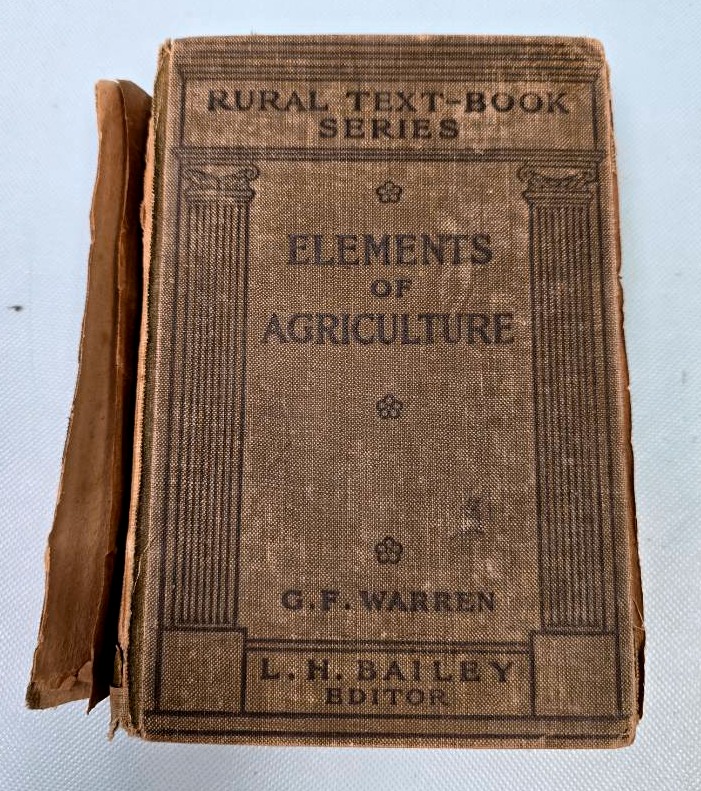 RURAL TEXT-BOOK
SERIES
ELEMENTS
OF
AGRICULTURE
G. F. WARREN
L. H. BAILEY
EDITOR